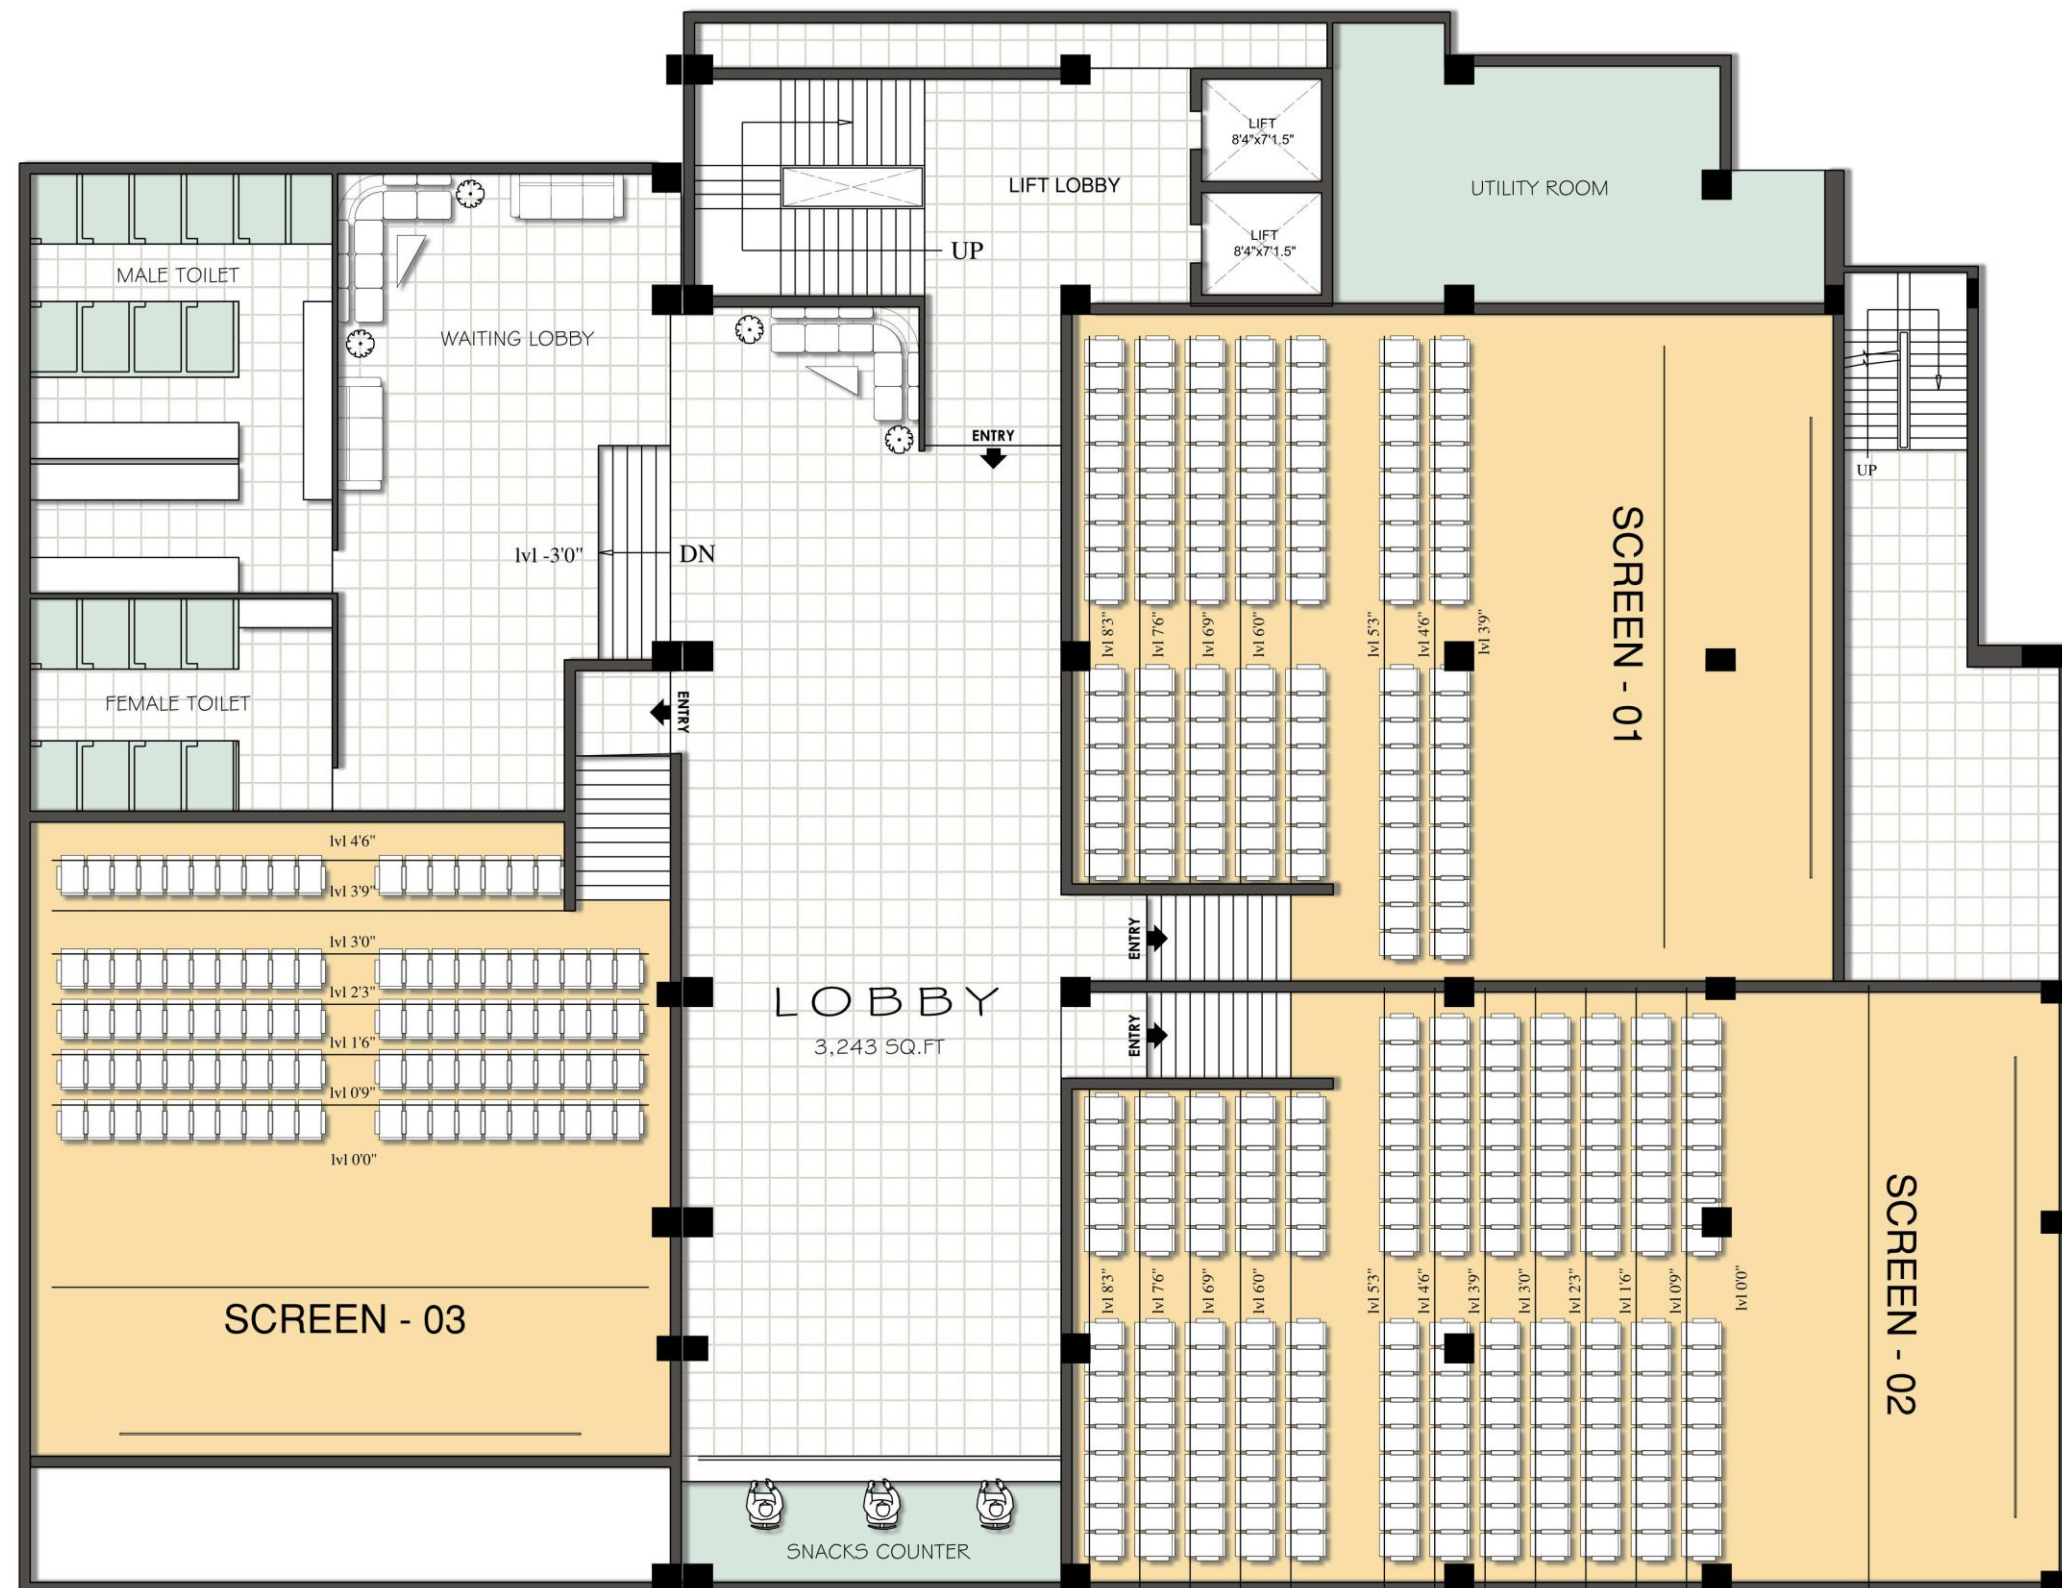 LIFT
8'4"x7'1.5"
LIFT LOBBY
UTILITY ROOM
LIFT
8'4"x7'1.5"
UP
MALE TOILET
WAITING LOBBY
ENTRY
UP
lvl -3'0"
DN
SCREEN - 01
lvl 8'3"
lvl 7'6"
lvl 6'9"
lvl 6'0"
lvl 5'3"
lvl 4'6"
lvl 3'9"
FEMALE TOILET
ENTRY
lvl 4'6"
lvl 3'9"
lvl 3'0"
lvl 2'3"
lvl 1'6"
lvl 0'9"
lvl 0'0"
SCREEN - 03
ENTRY
LOBBY
3,243 SQ.FT
ENTRY
lvl 8'3"
lvl 7'6"
lvl 6'9"
lvl 6'0"
lvl 5'3"
lvl 4'6"
lvl 3'9"
lvl 3'0"
lvl 2'3"
lvl 1'6"
lvl 0'9"
lvl 0'0"
SCREEN - 02
SNACKS COUNTER